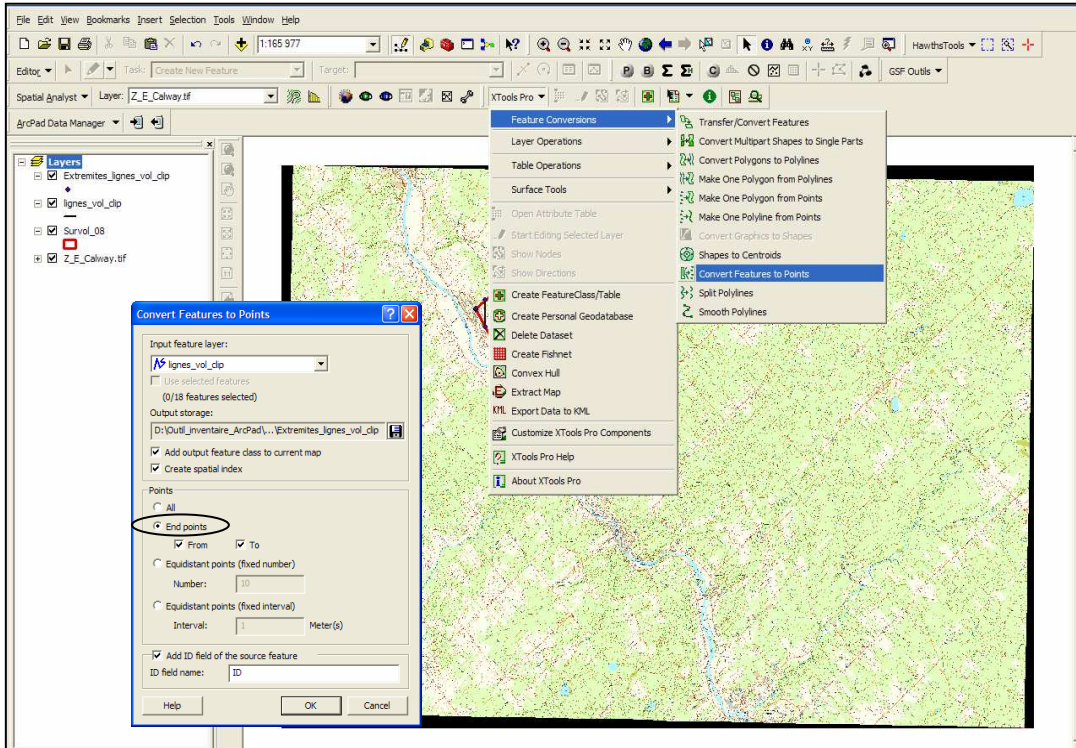 File Edit View Bookmarks Insert Selection Tools Window Help
1:165 977
HawthsTools
Editor Task: Create New Feature Target:
GSF Outils
Spatial Analyst Layer: Z_E_Calway.tif
XTools Pro
ArcPad Data Manager
Layers
Extremites_lignes_vol_clip
lignes_vol_clip
Survol_08
Z_E_Calway.tif
Feature Conversions
Layer Operations
Table Operations
Surface Tools
Open Attribute Table
Start Editing Selected Layer
Show Nodes
Show Directions
Create FeatureClass/Table
Create Personal Geodatabase
Delete Dataset
Create Fishnet
Convex Hull
Extract Map
KML Export Data to KML
Customize XTools Pro Components
XTools Pro Help
About XTools Pro
Transfer/Convert Features
Convert Multipart Shapes to Single Parts
Convert Polygons to Polylines
Make One Polygon from Polylines
Make One Polygon from Points
Make One Polyline from Points
Convert Graphics to Shapes
Shapes to Centroids
Convert Features to Points
Split Polylines
Smooth Polylines
Convert Features to Points
Input feature layer:
lignes_vol_clip
Use selected features
(0/18 features selected)
Output storage:
D:\Outil_inventaire_ArcPad\...\Extremites_lignes_vol_clip
Add output feature class to current map
Create spatial index
Points
All
End points
From To
Equidistant points (fixed number)
Number: 10
Equidistant points (fixed interval)
Interval: 1 Meter(s)
Add ID field of the source feature
ID field name: ID
Help OK Cancel